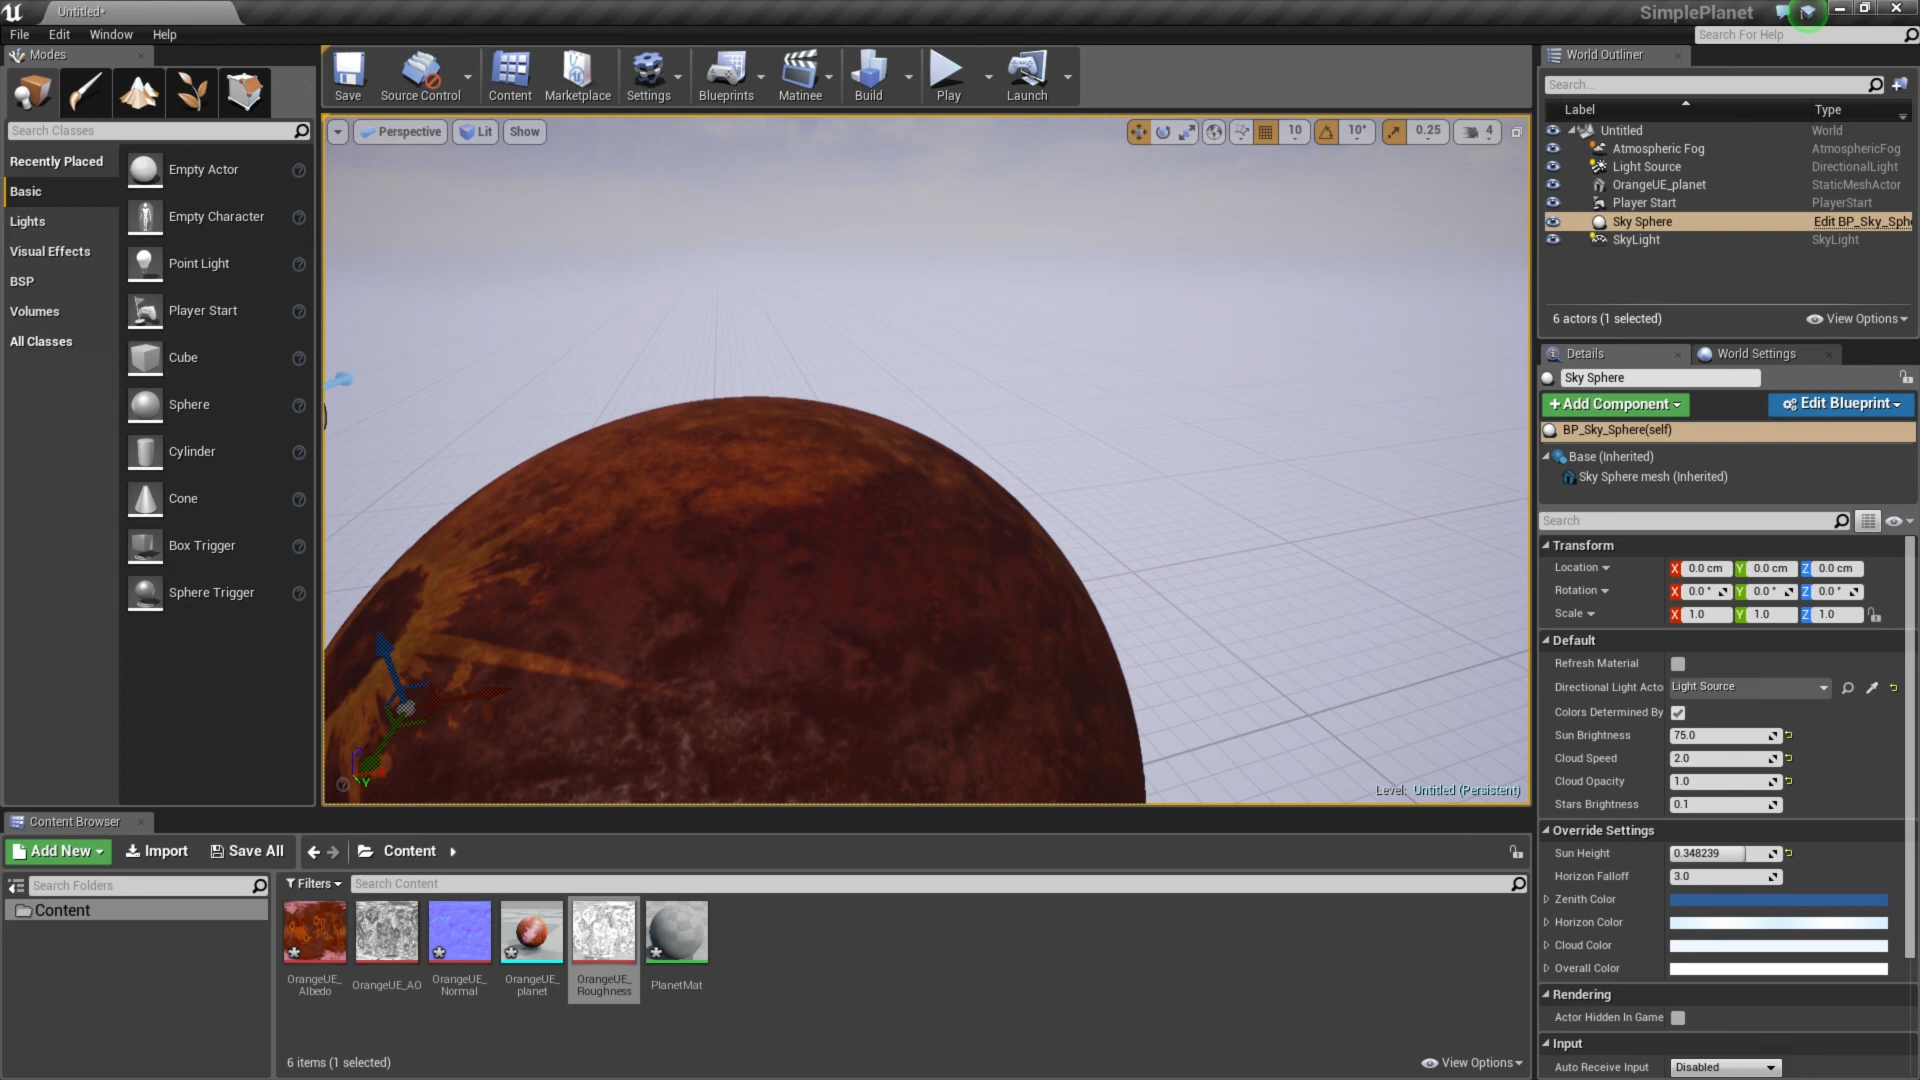 Untitled*
SimplePlanet
File Edit Window Help
Search For Help
Modes
Search Classes
Recently Placed
Basic
Lights
Visual Effects
BSP
Volumes
All Classes
Empty Actor
Empty Character
Point Light
Player Start
Cube
Sphere
Cylinder
Cone
Box Trigger
Sphere Trigger
Save
Source Control
Content
Marketplace
Settings
Blueprints
Matinee
Build
Play
Launch
Perspective Lit Show
10 10° 0.25 4
Level: Untitled (Persistent)
World Outliner
Search...
Label Type
Untitled World
Atmospheric Fog AtmosphericFog
Light Source DirectionalLight
OrangeUE_planet StaticMeshActor
Player Start PlayerStart
Sky Sphere Edit BP_Sky_Sph
SkyLight SkyLight
6 actors (1 selected) View Options
Details World Settings
Sky Sphere
+Add Component Edit Blueprint
BP_Sky_Sphere(self)
Base (Inherited)
Sky Sphere mesh (Inherited)
Search
Transform
Location X 0.0 cm Y 0.0 cm Z 0.0 cm
Rotation X 0.0 ° Y 0.0 ° Z 0.0 °
Scale X 1.0 Y 1.0 Z 1.0
Default
Refresh Material
Directional Light Acto Light Source
Colors Determined By
Sun Brightness 75.0
Cloud Speed 2.0
Cloud Opacity 1.0
Stars Brightness 0.1
Override Settings
Sun Height 0.348239
Horizon Falloff 3.0
Zenith Color
Horizon Color
Cloud Color
Overall Color
Rendering
Actor Hidden In Game
Input
Auto Receive Input Disabled
Content Browser
Add New Import Save All Content
Search Folders
Content
Filters Search Content
OrangeUE_
Albedo
OrangeUE_AO
OrangeUE_
Normal
OrangeUE_
planet
OrangeUE_
Roughness
PlanetMat
6 items (1 selected) View Options